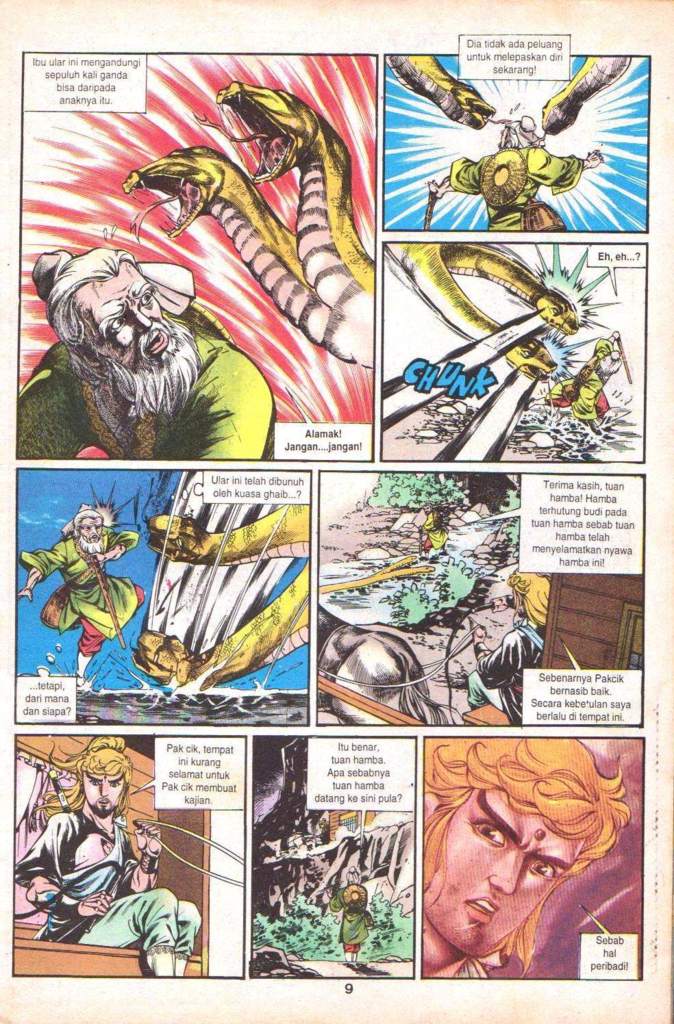 Ibu ular ini mengandungi
sepuluh kali ganda
bisa daripada
anaknya itu.
Alamak!
Jangan....jangan!
Dia tidak ada peluang
untuk melepaskan diri
sekarang!
Eh, eh...?
CHUNK
Ular ini telah dibunuh
oleh kuasa ghaib...?
...tetapi,
dari mana
dan siapa?
Terima kasih, tuan
hamba! Hamba
terhutung budi pada
tuan hamba sebab tuan
hamba telah
menyelamatkan nyawa
hamba ini!
Sebenarnya Pakcik
bernasib baik.
Secara kebe'ulan saya
berlalu di tempat ini.
Pak cik, tempat
ini kurang
selamat untuk
Pak cik membuat
kajian.
Itu benar,
tuan hamba.
Apa sebabnya
tuan hamba
datang ke sini pula?
Sebab
hal
peribadi!
9